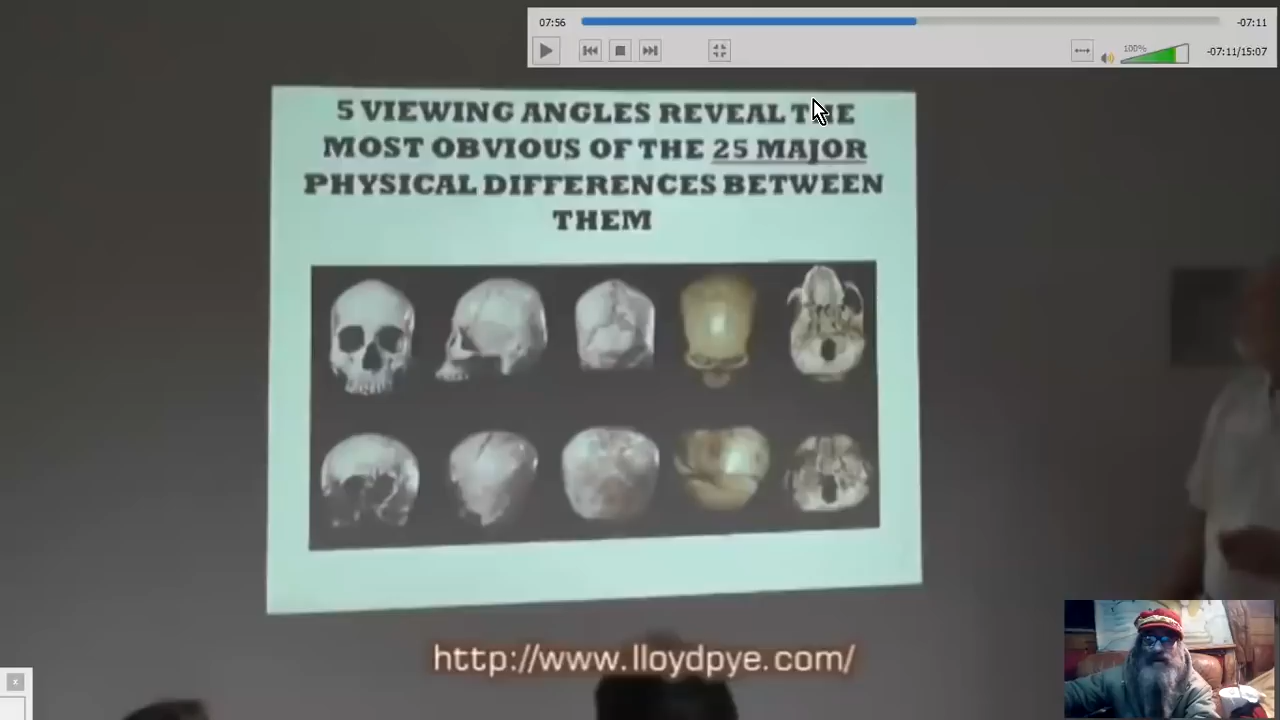 07:56
-07:11
100%
-07:11/15:07
5 VIEWING ANGLES REVEAL THE
MOST OBVIOUS OF THE 25 MAJOR
PHYSICAL DIFFERENCES BETWEEN
THEM
http://www.lloydpye.com/